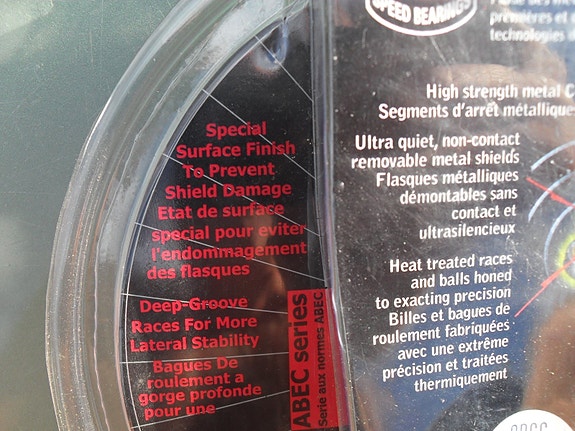 SPEED BEARINGS
premières et
technologies
High strength metal C
Segments d'arrêt métallique
Ultra quiet, non-contact
removable metal shields
Flasques métalliques
démontables sans
contact et
ultrasilencieux
Heat treated races
and balls honed
to exacting precision
Billes et bagues de
roulement fabriquées
avec une extrême
précision et traitées
thermiquement
Special
Surface Finish
To Prevent
Shield Damage
Etat de surface
special pour eviter
l'endommagement
des flasques
Deep-Groove
Races For More
Lateral Stability
Bagues De
roulement a
gorge profonde
pour une
ABEC series
Serie aux normes ABEC